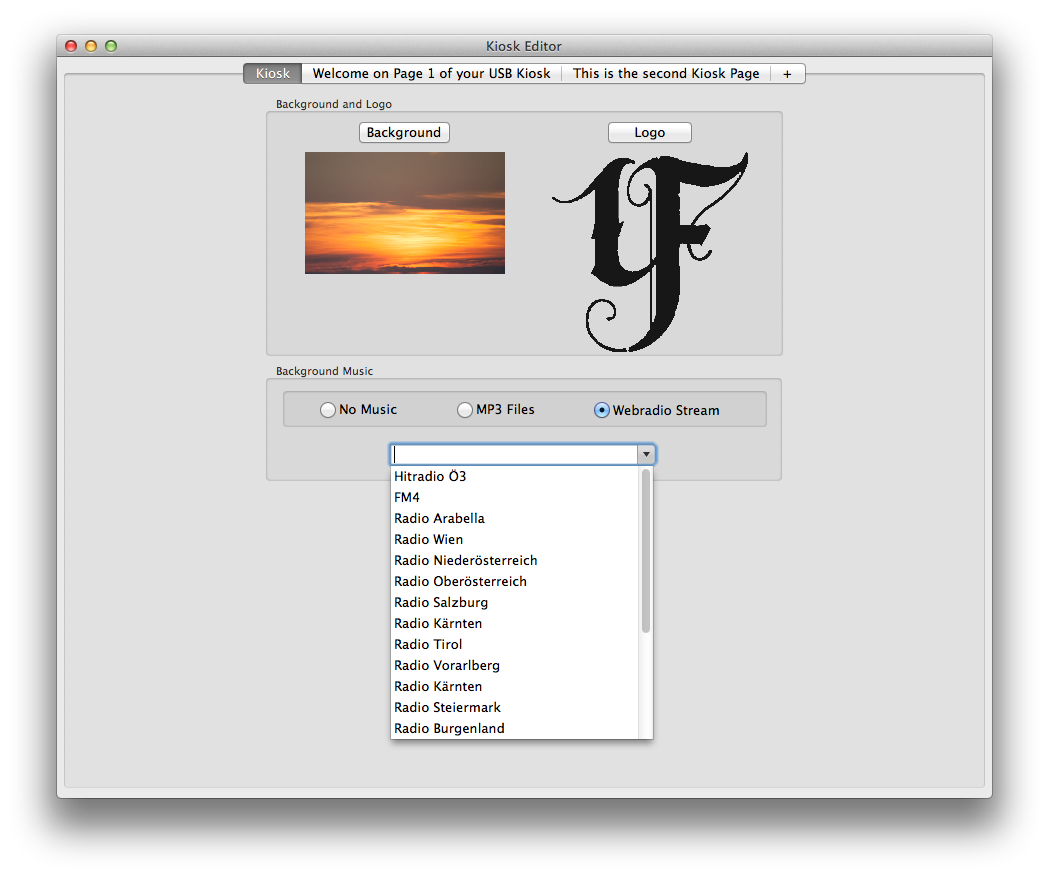 Kiosk Editor
Kiosk Welcome on Page 1 of your USB Kiosk This is the second Kiosk Page +
Background and Logo
Background Logo
Background Music
No Music MP3 Files Webradio Stream
Hitradio Ö3
FM4
Radio Arabella
Radio Wien
Radio Niederösterreich
Radio Oberösterreich
Radio Salzburg
Radio Kärnten
Radio Tirol
Radio Vorarlberg
Radio Kärnten
Radio Steiermark
Radio Burgenland